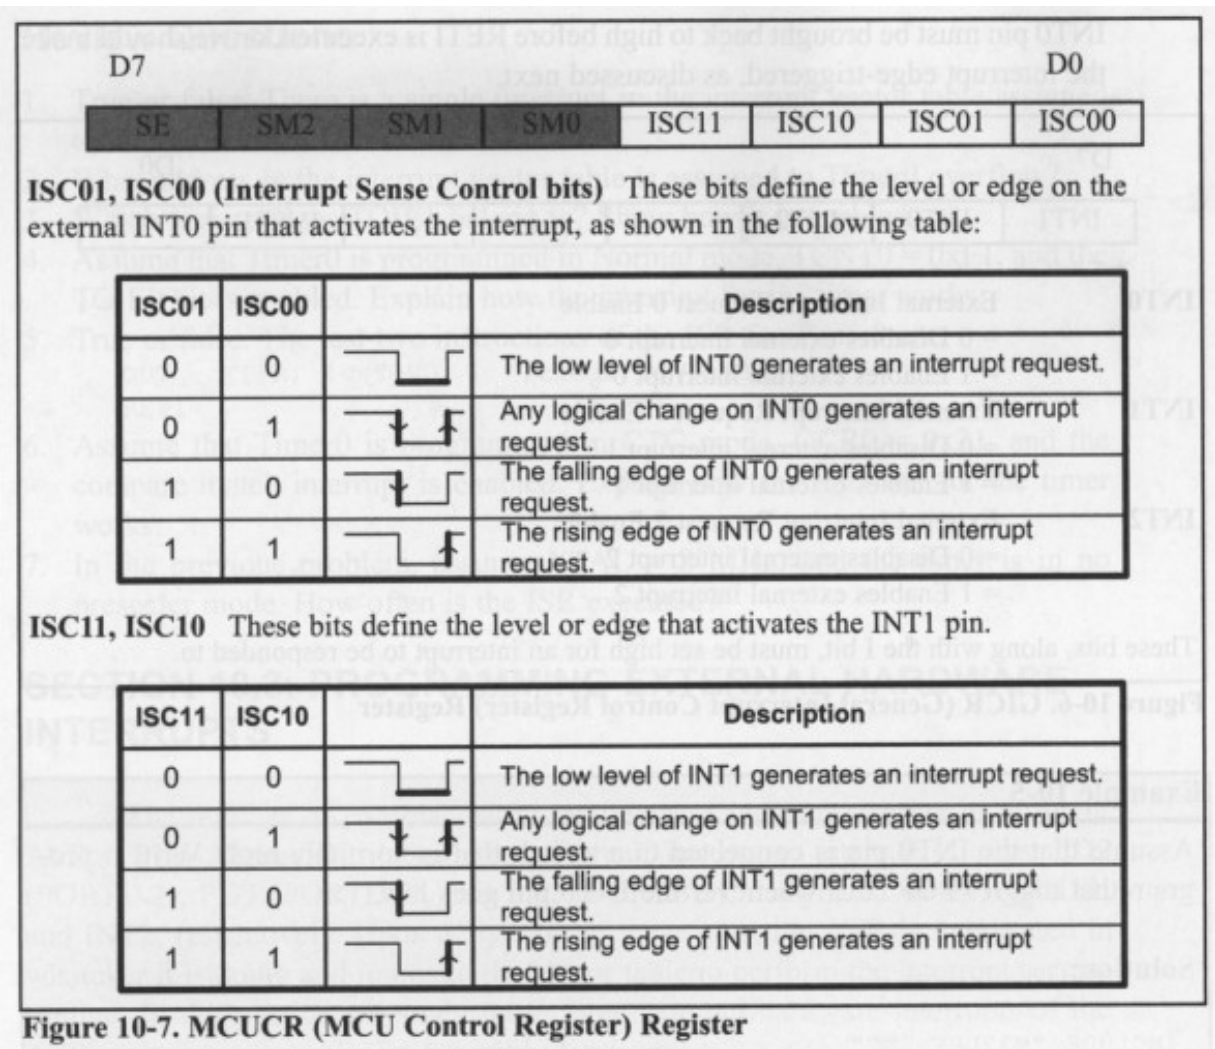 D7 D0
SE SM2 SM1 SM0 ISC11 ISC10 ISC01 ISC00
ISC01, ISC00 (Interrupt Sense Control bits) These bits define the level or edge on the
external INT0 pin that activates the interrupt, as shown in the following table:
ISC01 ISC00 Description
0 0 The low level of INT0 generates an interrupt request.
0 1 Any logical change on INT0 generates an interrupt
request.
1 0 The falling edge of INT0 generates an interrupt
request.
1 1 The rising edge of INT0 generates an interrupt
request.
ISC11, ISC10 These bits define the level or edge that activates the INT1 pin.
ISC11 ISC10 Description
0 0 The low level of INT1 generates an interrupt request.
0 1 Any logical change on INT1 generates an interrupt
request.
1 0 The falling edge of INT1 generates an interrupt
request.
1 1 The rising edge of INT1 generates an interrupt
request.
Figure 10-7. MCUCR (MCU Control Register) Register